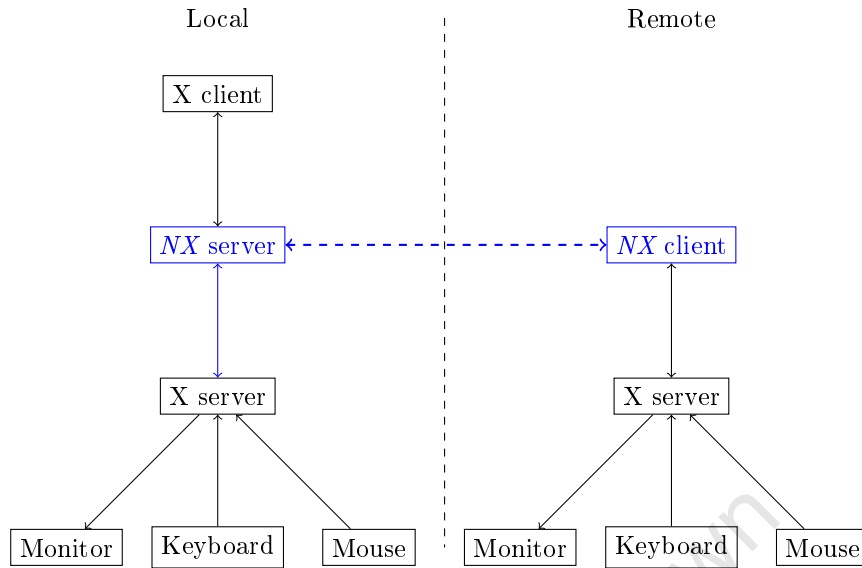 Local Remote
X client
NX server NX client
X server X server
Monitor Keyboard Mouse Monitor Keyboard Mouse